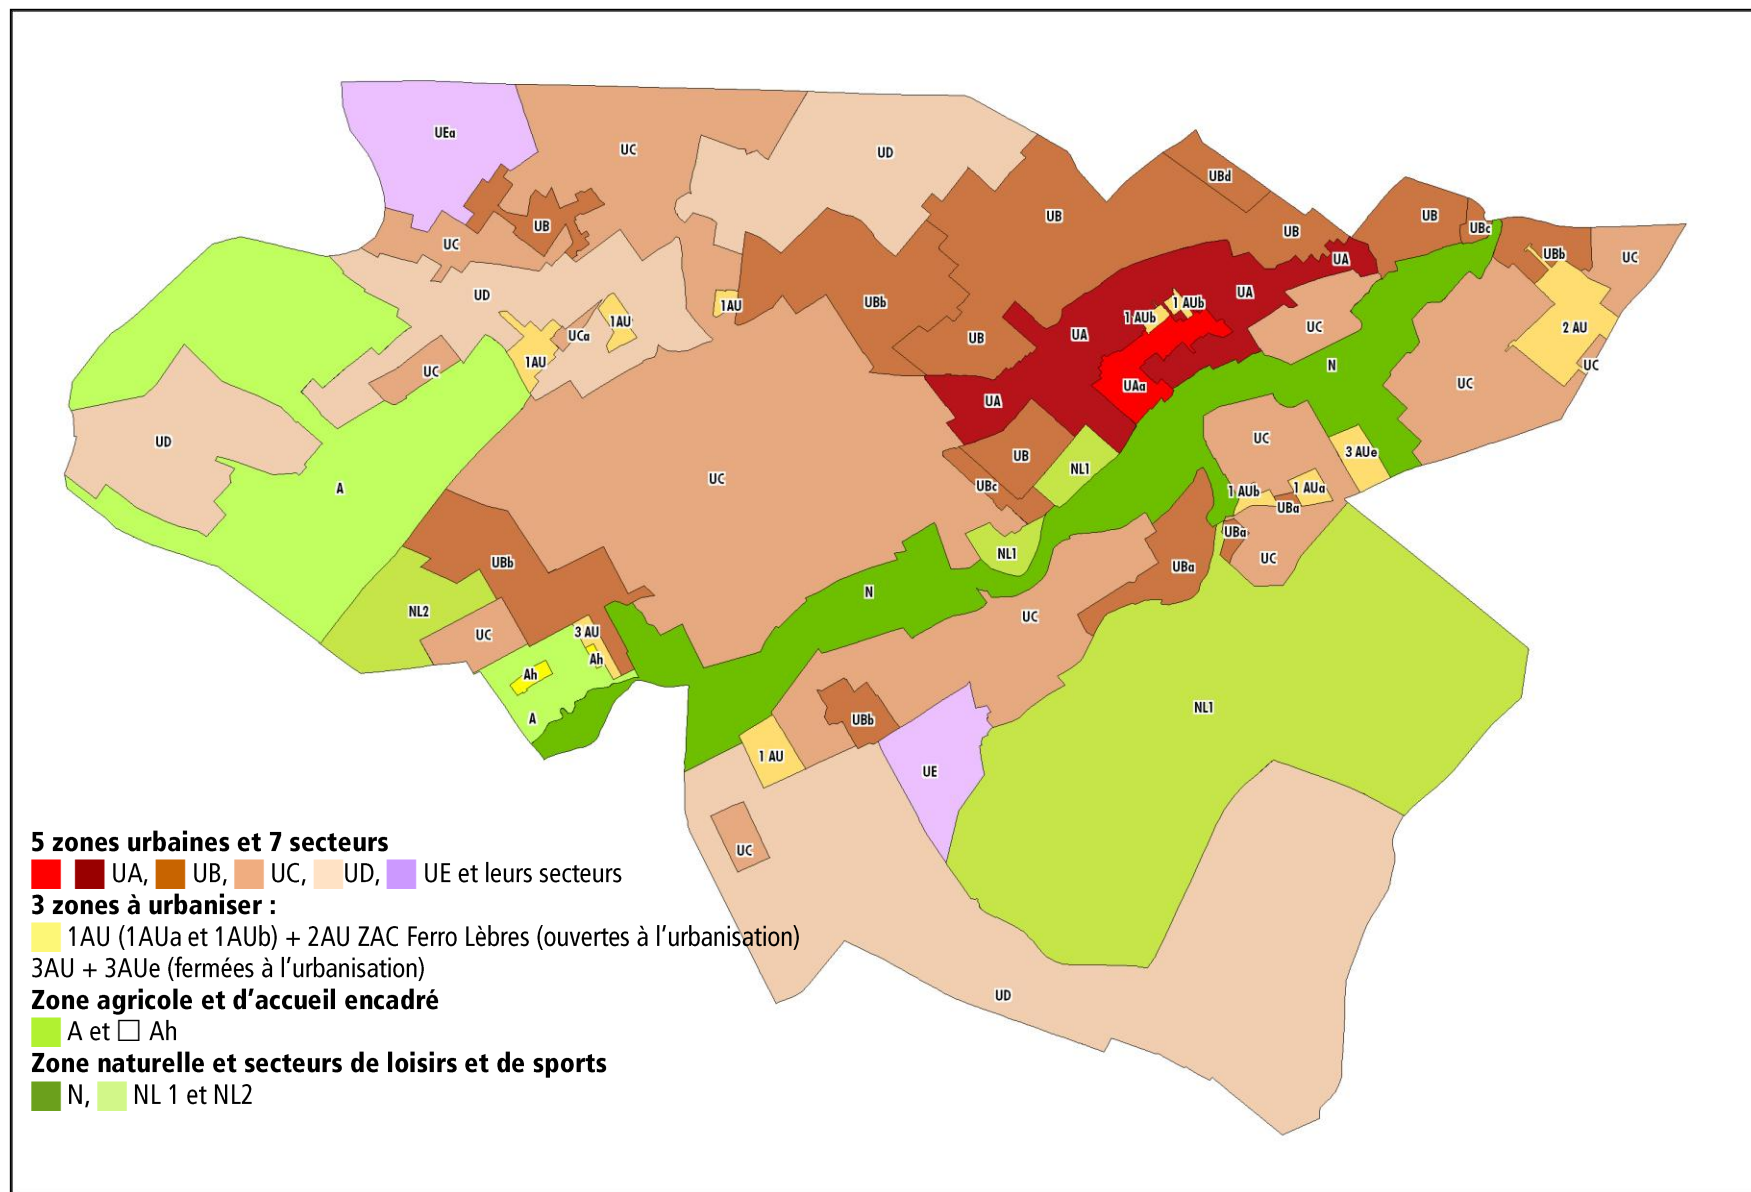 UEa
UC
UD
UBd
UB
UB
UB
UBc
UB
UC
UBb
UC
UA
UD
UA
1AU
UBb
1 AUb
1 AUb
1AU
UCa
UC
2 AU
UA
UB
1AU
N
UC
UC
UAa
UC
UA
UD
UC
3 AUe
UB
NL1
UC
A
UBc
1 AUb
1 AUa
UBa
UBa
NL1
UC
UBb
UBa
N
NL2
UC
UC
3 AU
Ah
Ah
NL1
A
UBb
1 AU
UE
UC
UD
5 zones urbaines et 7 secteurs
UA, UB, UC, UD, UE et leurs secteurs
3 zones à urbaniser :
1AU (1AUa et 1AUb) + 2AU ZAC Ferro Lèbres (ouvertes à l'urbanisation)
3AU + 3AUe (fermées à l'urbanisation)
Zone agricole et d'accueil encadré
A et Ah
Zone naturelle et secteurs de loisirs et de sports
N, NL 1 et NL2